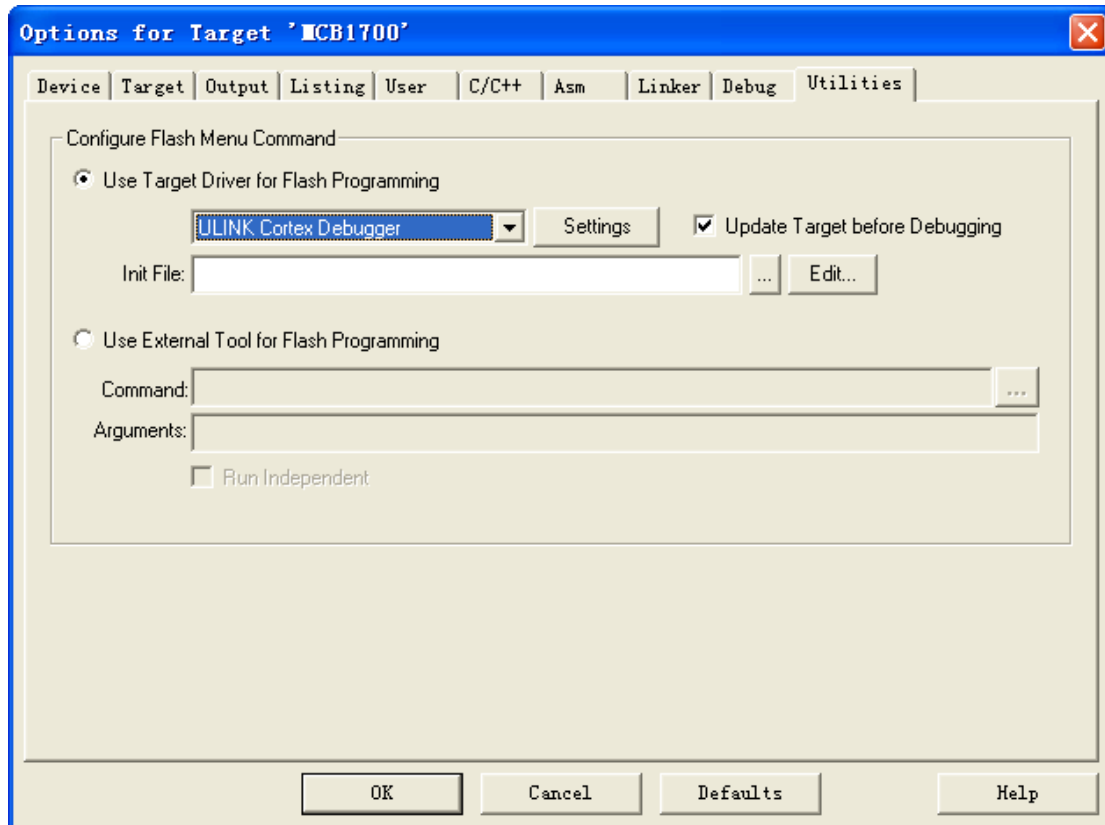 Options for Target 'MCB1700'
Device Target Output Listing User C/C++ Asm Linker Debug Utilities
Configure Flash Menu Command
Use Target Driver for Flash Programming
ULINK Cortex Debugger Settings Update Target before Debugging
Init File: ... Edit...
Use External Tool for Flash Programming
Command: ...
Arguments:
Run Independent
OK Cancel Defaults Help